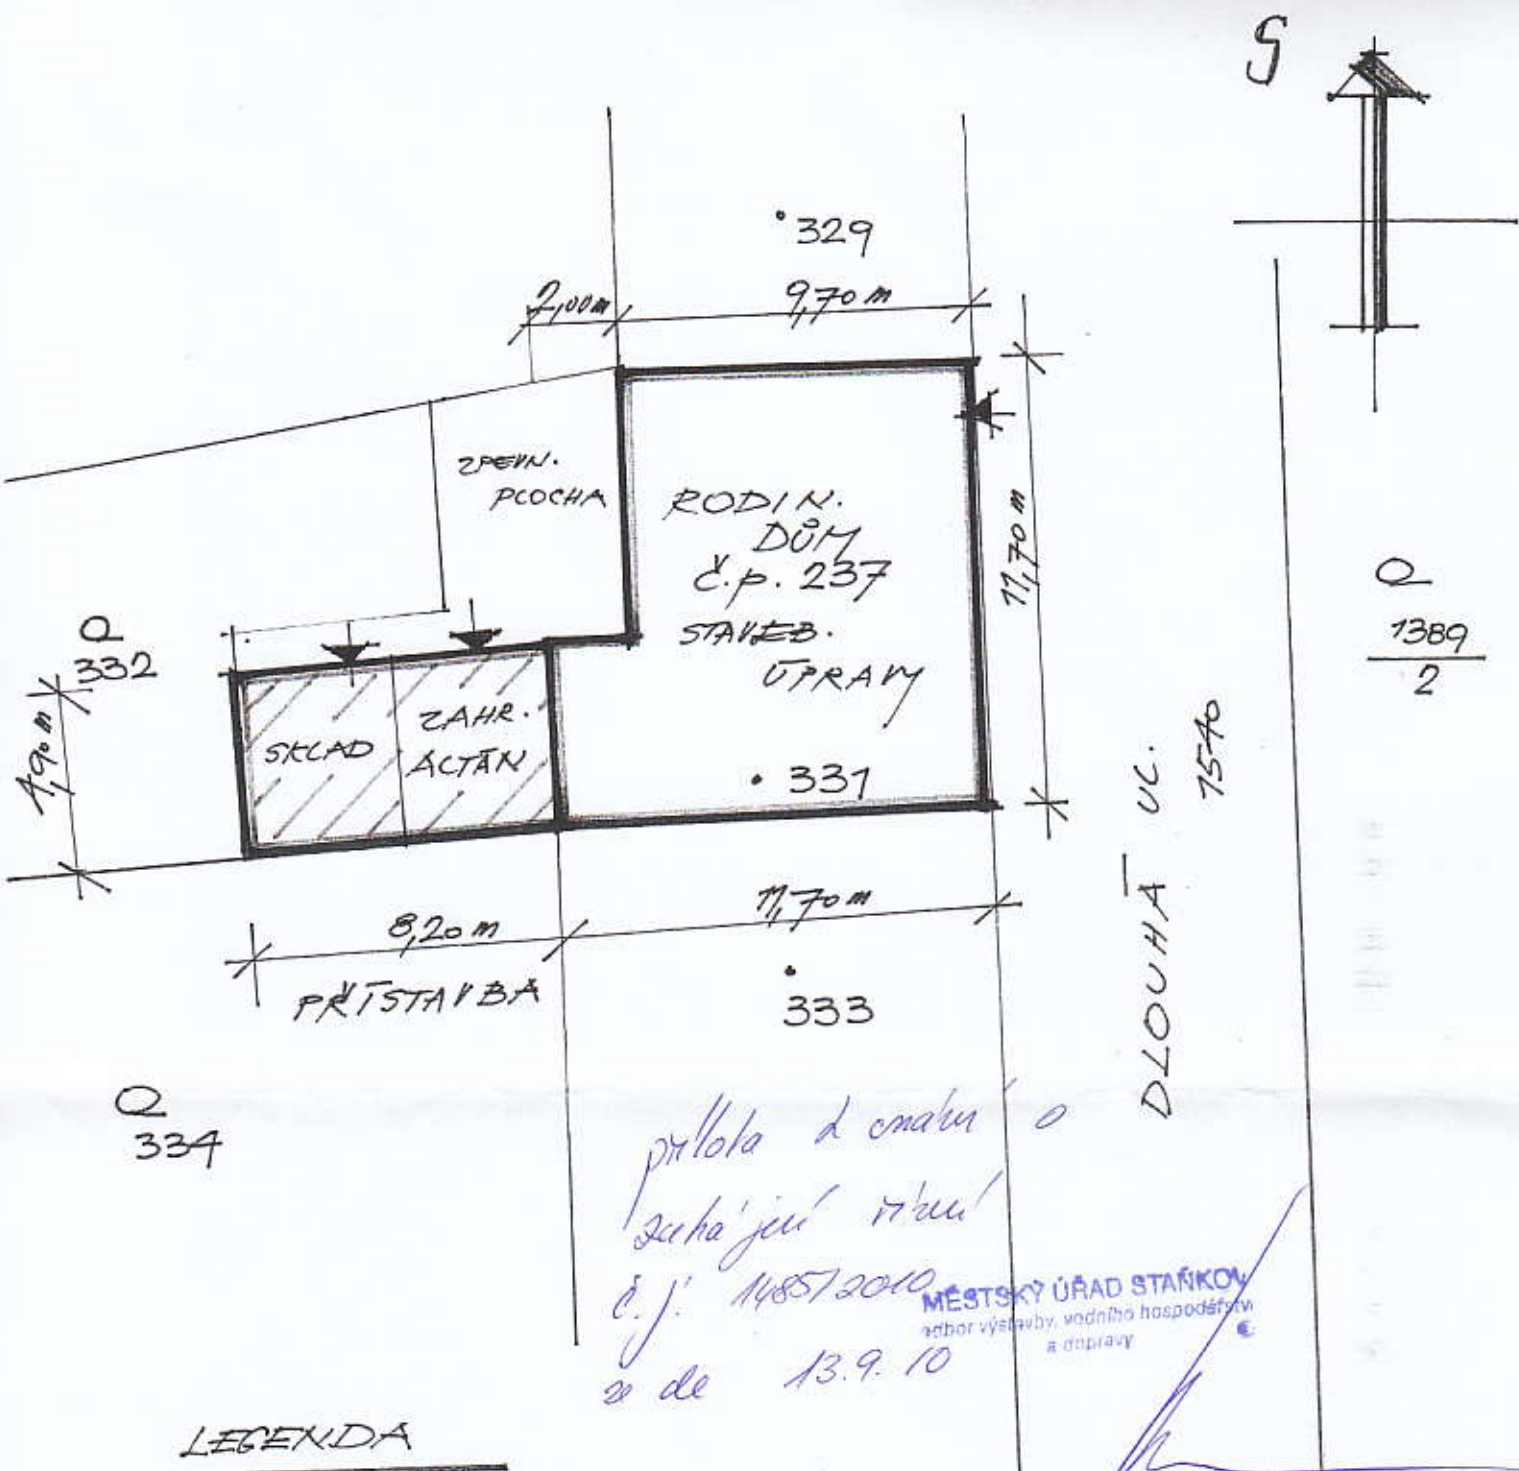 S
• 329
2,00 m
9,70 m
ZPEVN.
PLOCHA
RODIN.
DŮM
č.p. 237
STAVEB.
ÚPRAVY
11,70 m
332
4,90 m
SKLAD
ZAHR.
ALTÁN
• 331
1389
2
DLOUHÁ UL.
1540
8,20 m
11,70 m
PŘÍSTAVBA
• 333
334
příloha k oznám o
zahájení řízení
č.j. 1485/2010
ze dne 13.9.10
MĚSTSKÝ ÚŘAD STAŇKOV
odbor výstavby, vodního hospodářství
a dopravy
LEGENDA